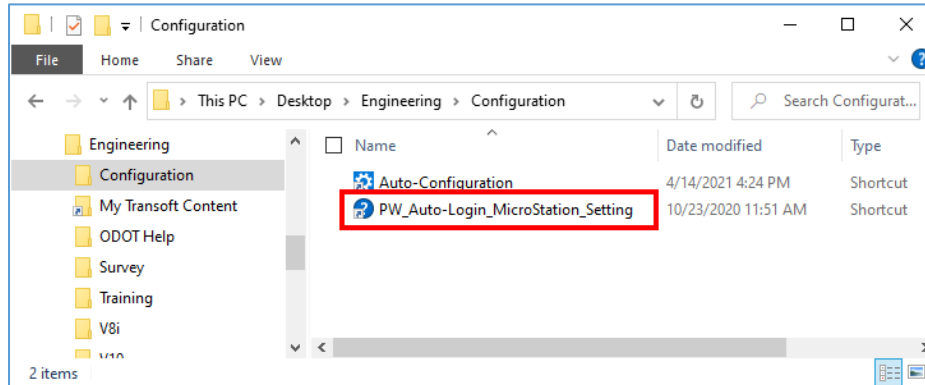 Configuration
File Home Share View
This PC > Desktop > Engineering > Configuration Search Configurat...
Engineering
Configuration
My Transoft Content
ODOT Help
Survey
Training
V8i
V10
Name Date modified Type
Auto-Configuration 4/14/2021 4:24 PM Shortcut
PW_Auto-Login_MicroStation_Setting 10/23/2020 11:51 AM Shortcut
2 items